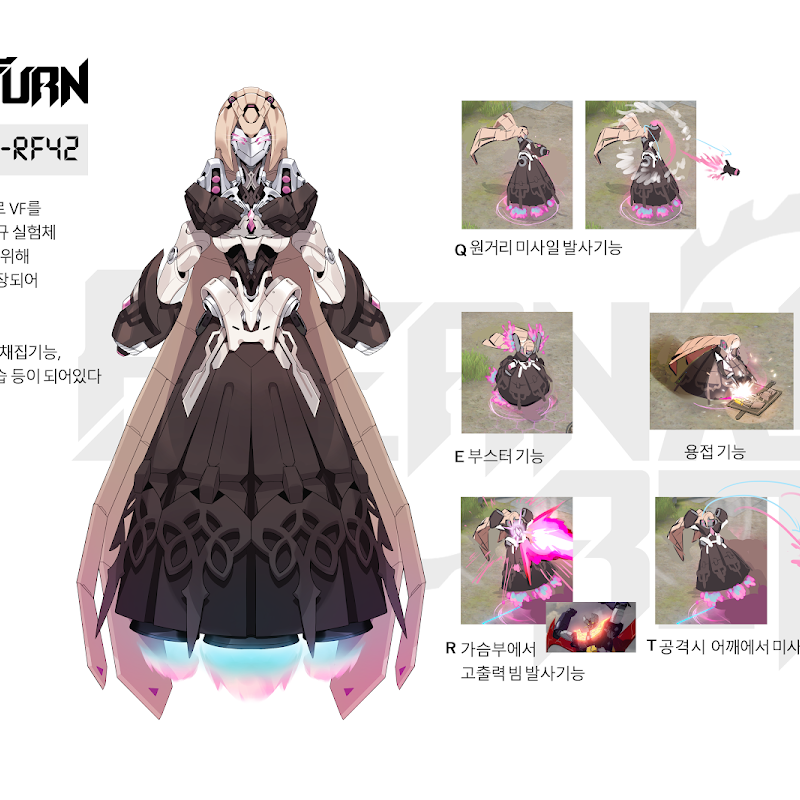 TURN
-RF42
로 VF를
규 실험체
위해
장되어
채집기능,
습 등이 되어있다
Q 원거리 미사일 발사기능
E 부스터 기능
용접 기능
R 가슴부에서
고출력 빔 발사기능
T 공격시 어깨에서 미사